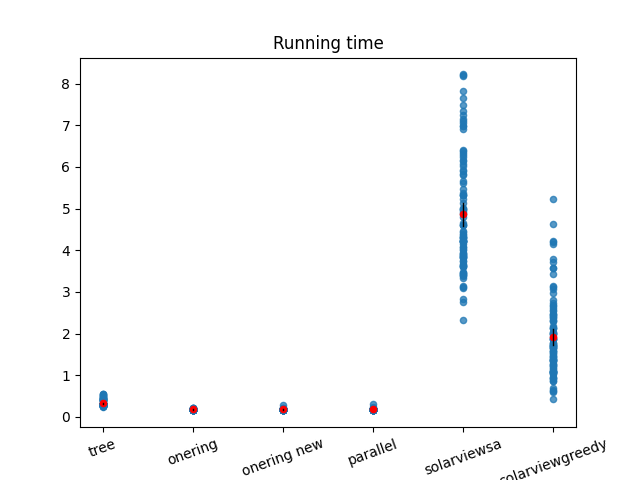 Running time
8
7
6
5
4
3
2
1
0
tree
onering
onering new
parallel
solarviewsa
solarviewgreedy